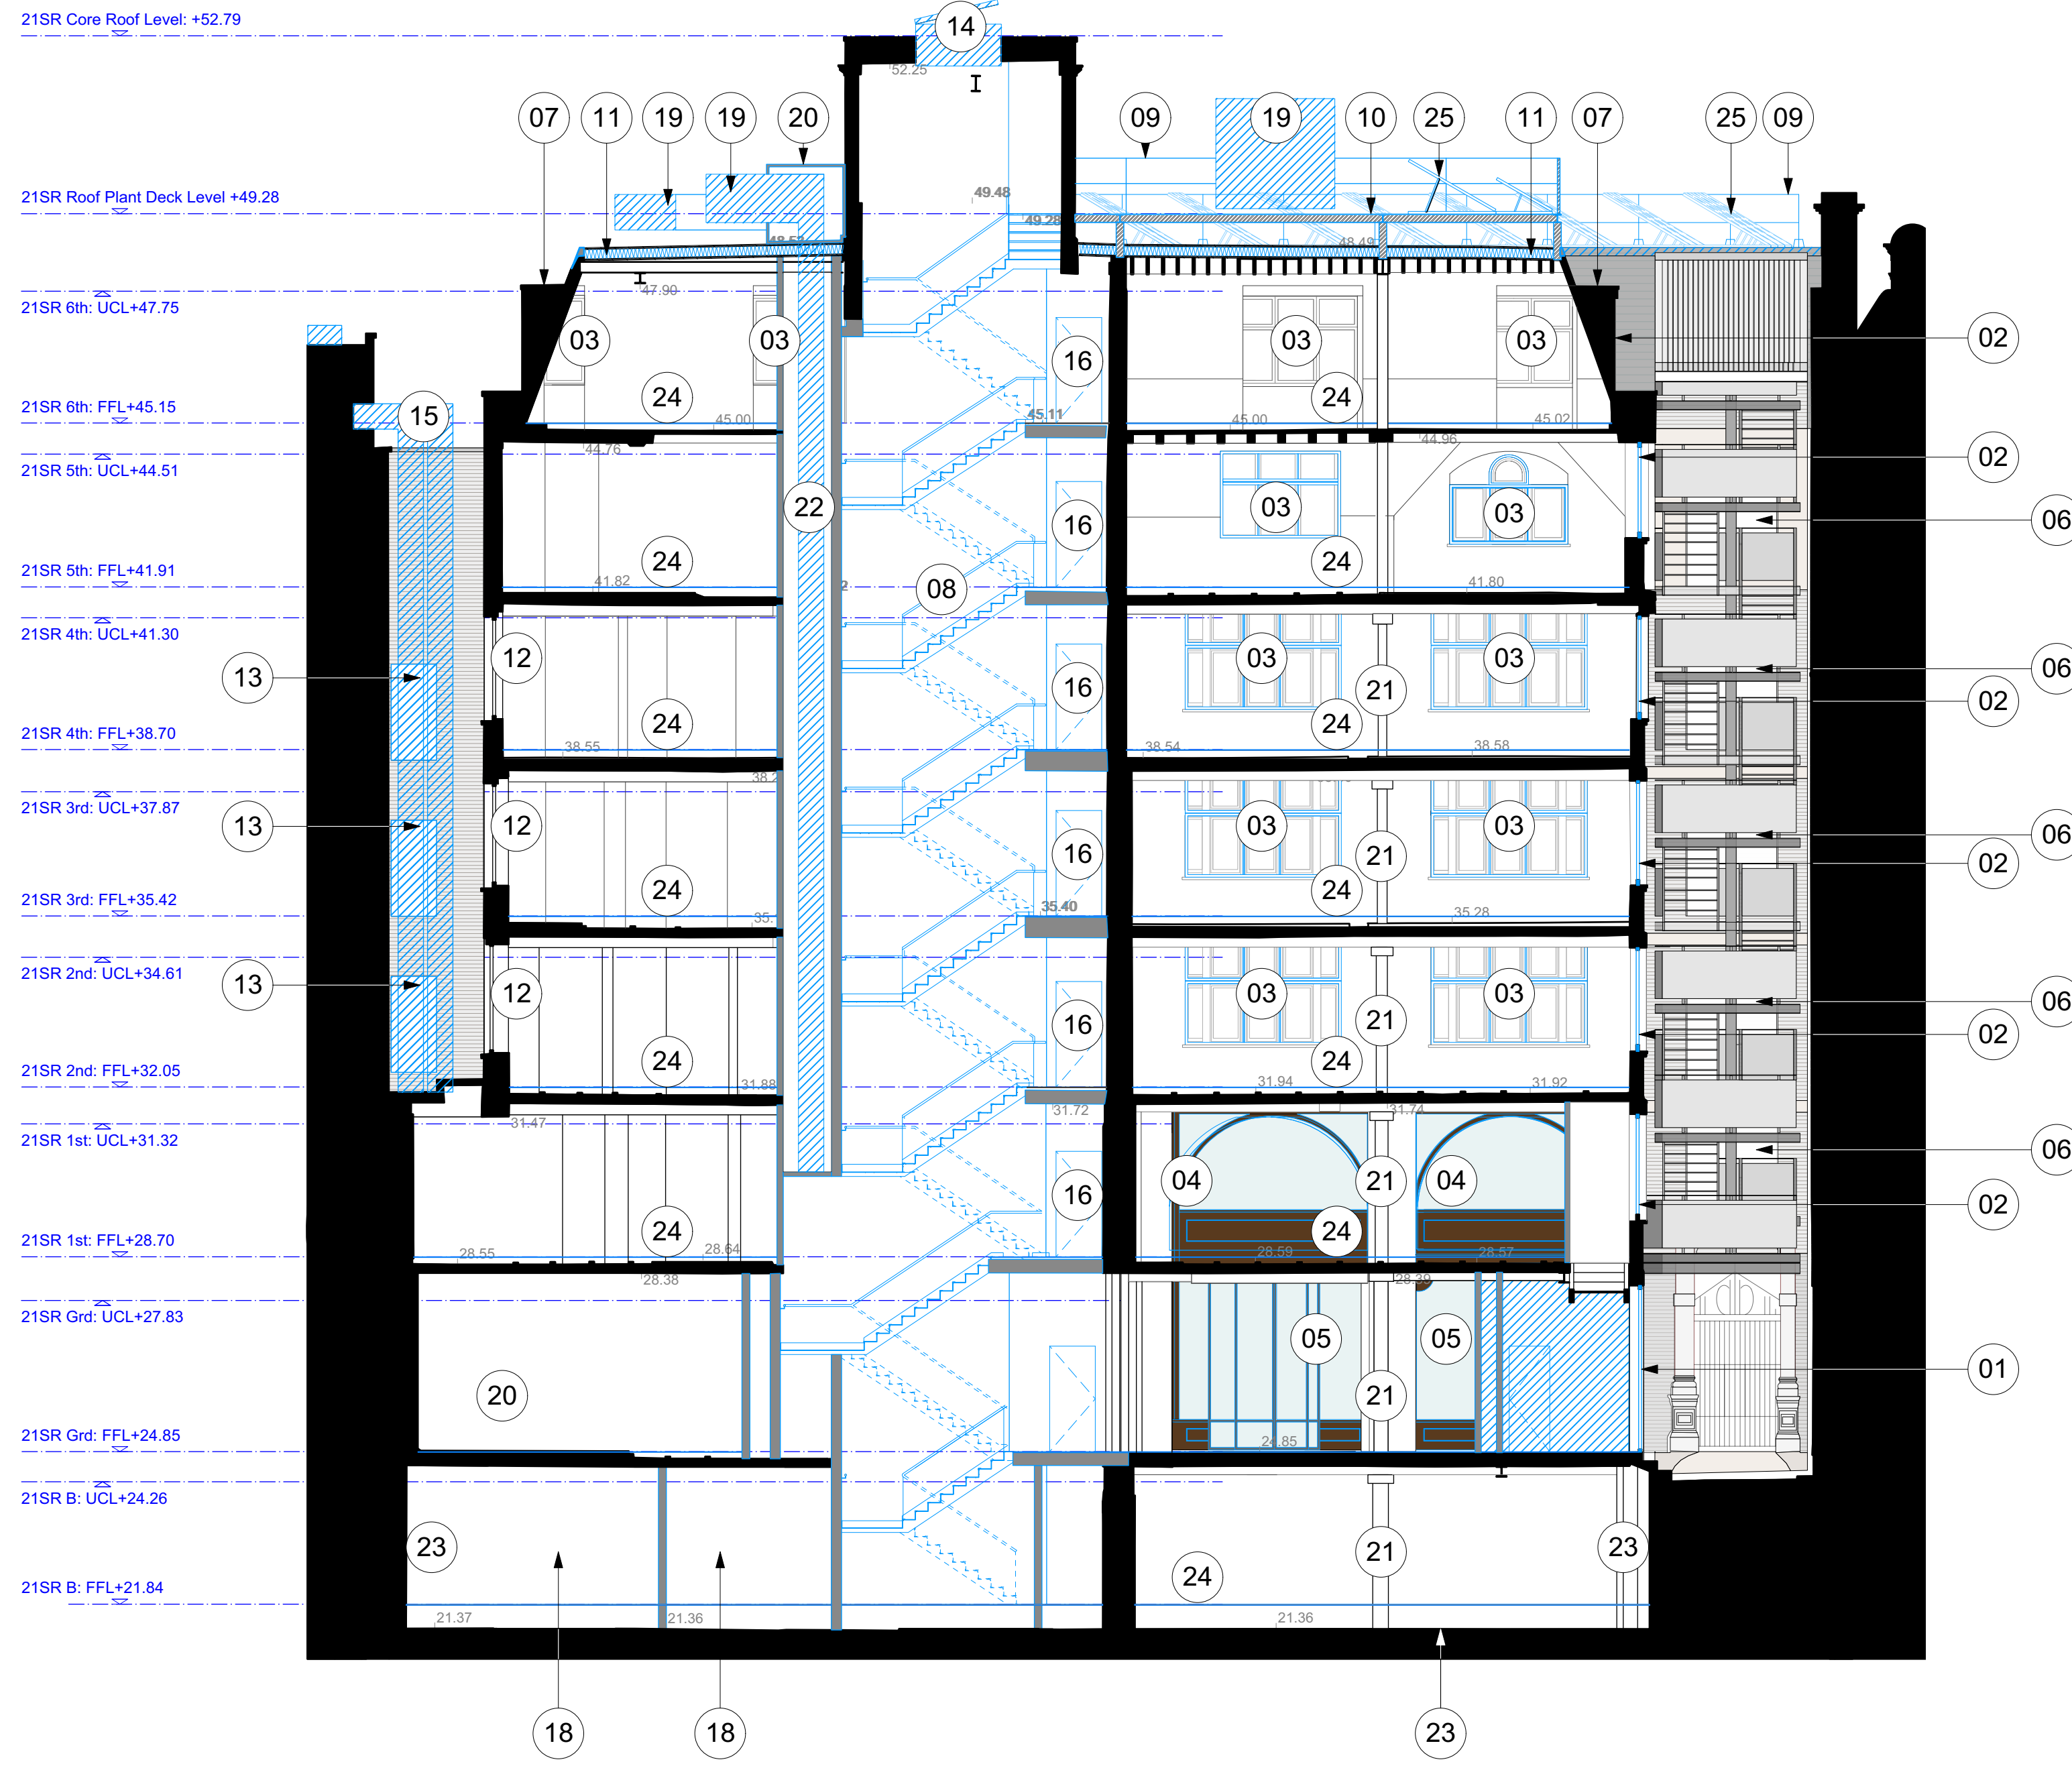 21SR Core Roof Level: +52.79
14
52.25
07 11 19 19 20 09 19 10 25 11 07 25 09
21SR Roof Plant Deck Level +49.28
49.48
49.28
48.49
21SR 6th: UCL+47.75
47.90
03 03 16 03 03 02
24 24
21SR 6th: FFL+45.15
15
45.00 45.11 45.00 45.02
44.76 44.96
21SR 5th: UCL+44.51
02
22 16 03 03 06
24 24
21SR 5th: FFL+41.91
41.82 08 41.80
21SR 4th: UCL+41.30
13 12 16 03 21 03 06
02
24 24
21SR 4th: FFL+38.70
38.55 38.54 38.58
21SR 3rd: UCL+37.87
13 12 16 03 21 03 06
02
24 24
21SR 3rd: FFL+35.42
35.40 35.28
21SR 2nd: UCL+34.61
13 12 16 03 21 03 06
02
24 24
21SR 2nd: FFL+32.05
31.88 31.94 31.92
31.47 31.72 31.74
21SR 1st: UCL+31.32
16 04 21 04 06
02
24 24
21SR 1st: FFL+28.70
28.55 28.64 28.59 28.57
28.38 28.39
21SR Grd: UCL+27.83
05 05
01
20 21
21SR Grd: FFL+24.85
24.85
21SR B: UCL+24.26
23 21 23
24
21SR B: FFL+21.84
21.37 21.36 21.36
18 18 23